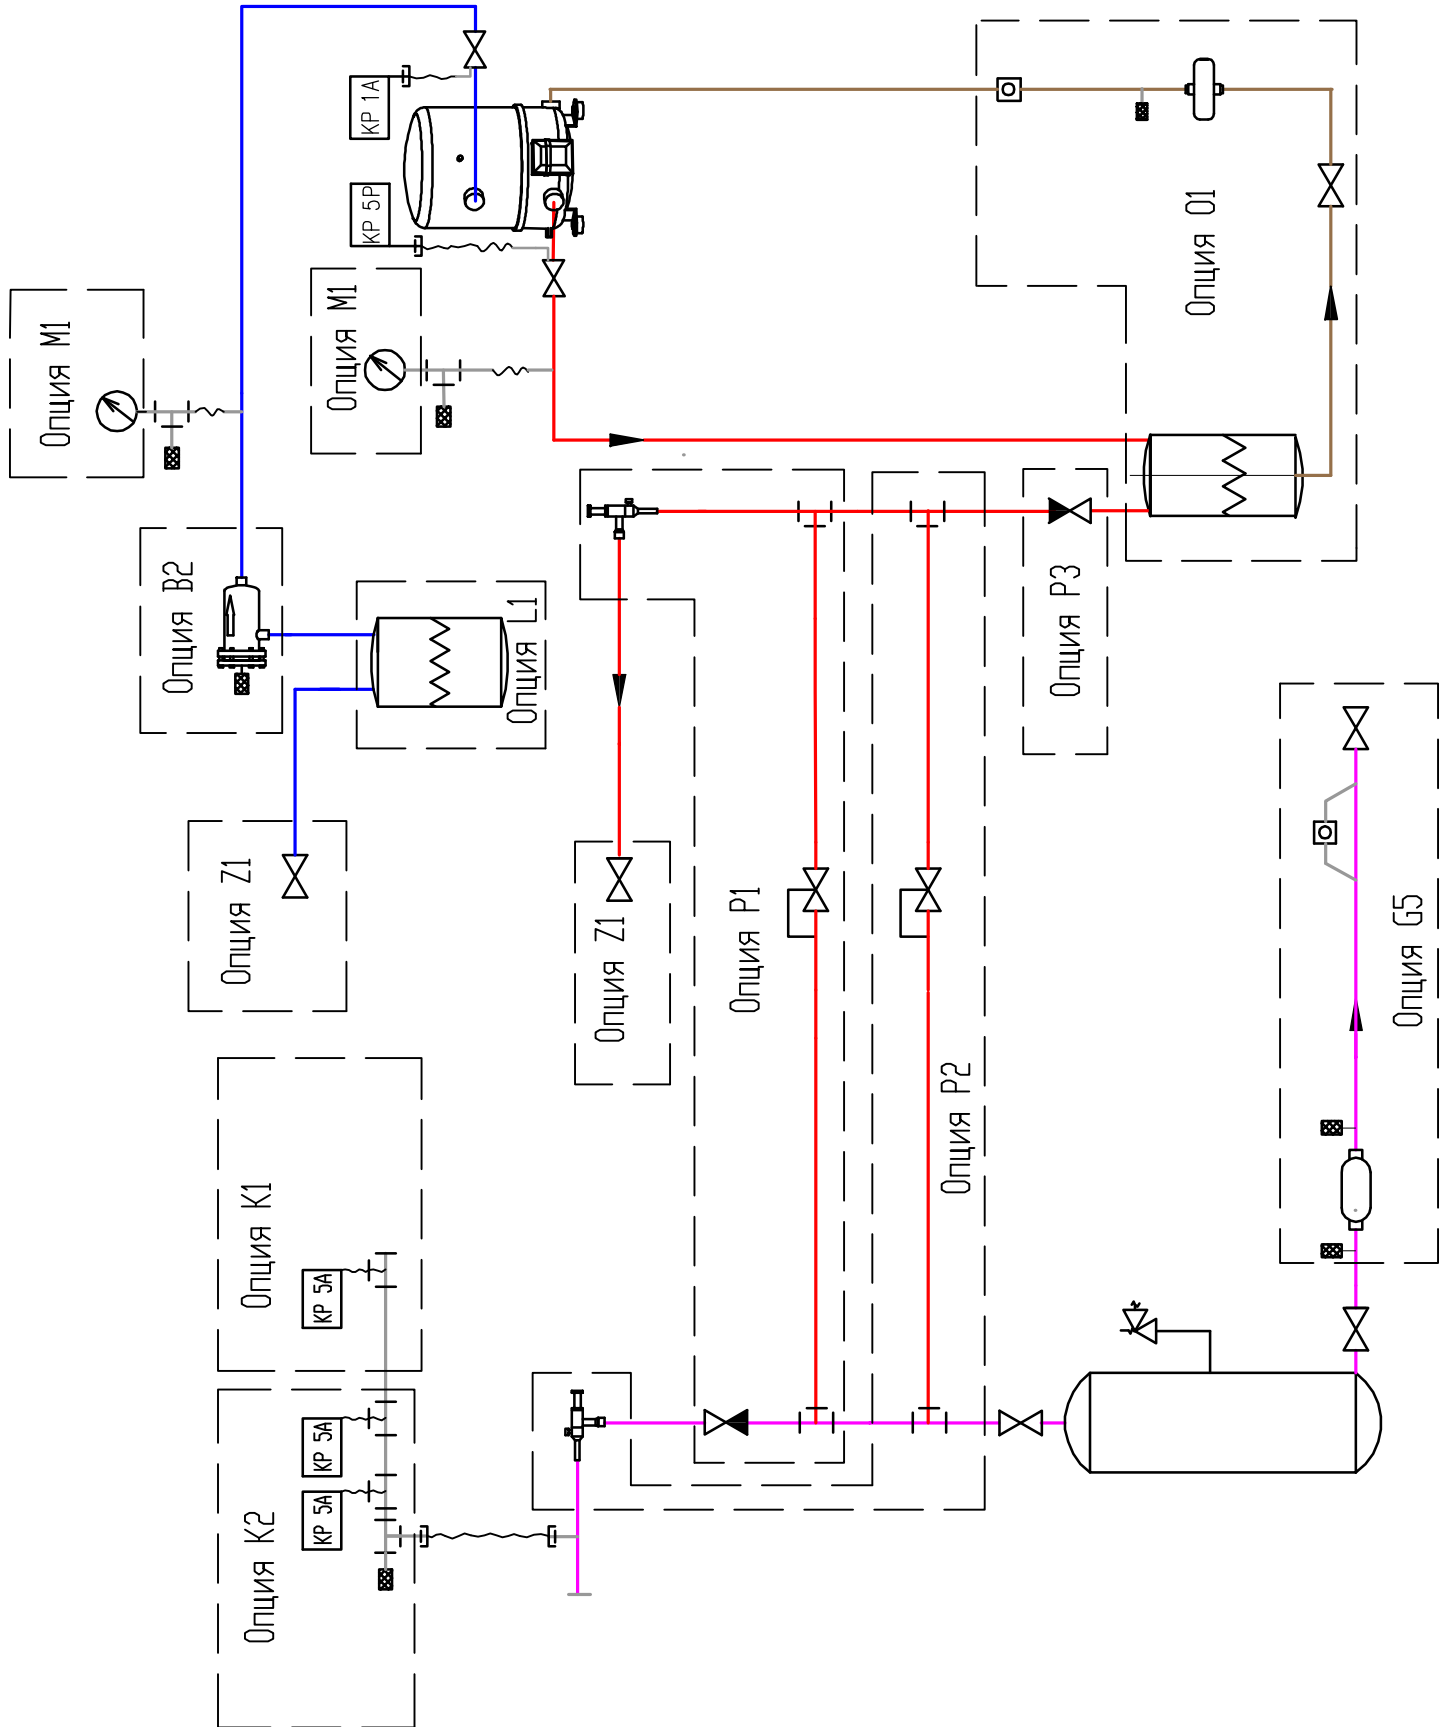 КР 1А
КР 5Р
Опция М1
Опция М1
Опция О1
Опция В2
Опция L1
Опция Р3
Опция Z1
Опция Z1
Опция Р1
Опция G5
Опция Р2
Опция К1
КР 5А
КР 5А
КР 5А
Опция К2